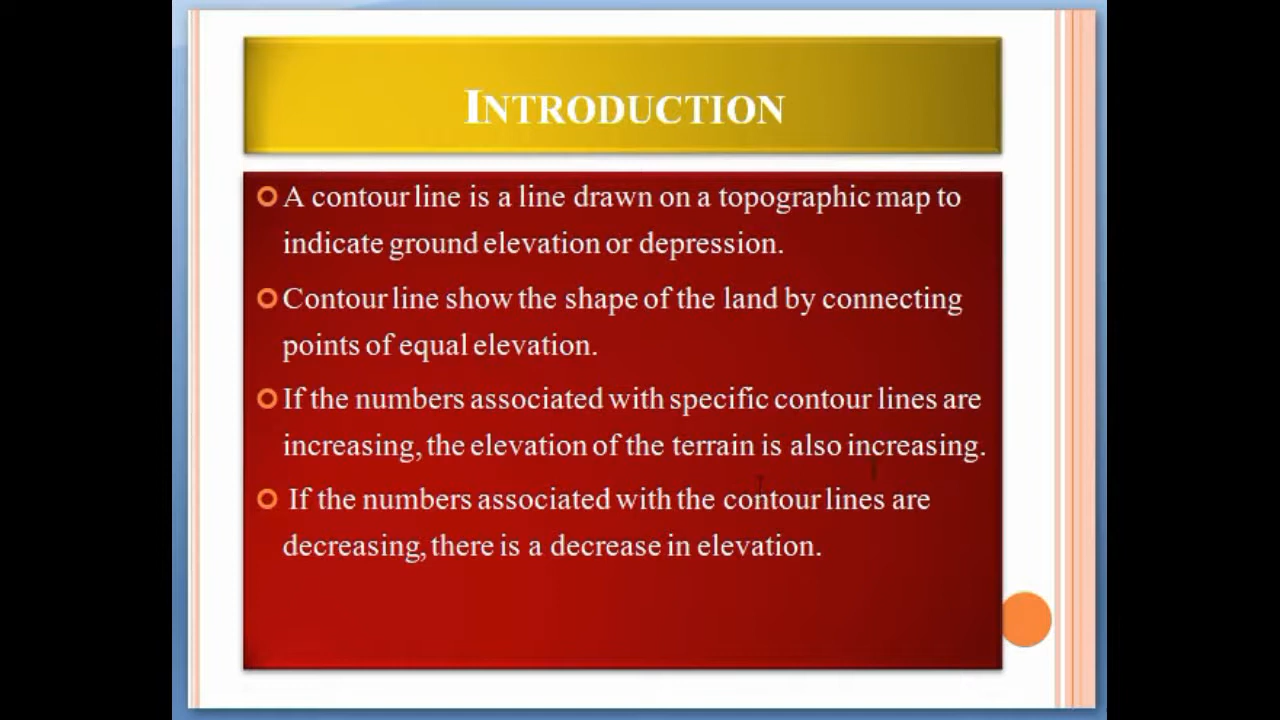 INTRODUCTION
A contour line is a line drawn on a topographic map to
indicate ground elevation or depression.
Contour line show the shape of the land by connecting
points of equal elevation.
If the numbers associated with specific contour lines are
increasing, the elevation of the terrain is also increasing.
If the numbers associated with the contour lines are
decreasing, there is a decrease in elevation.